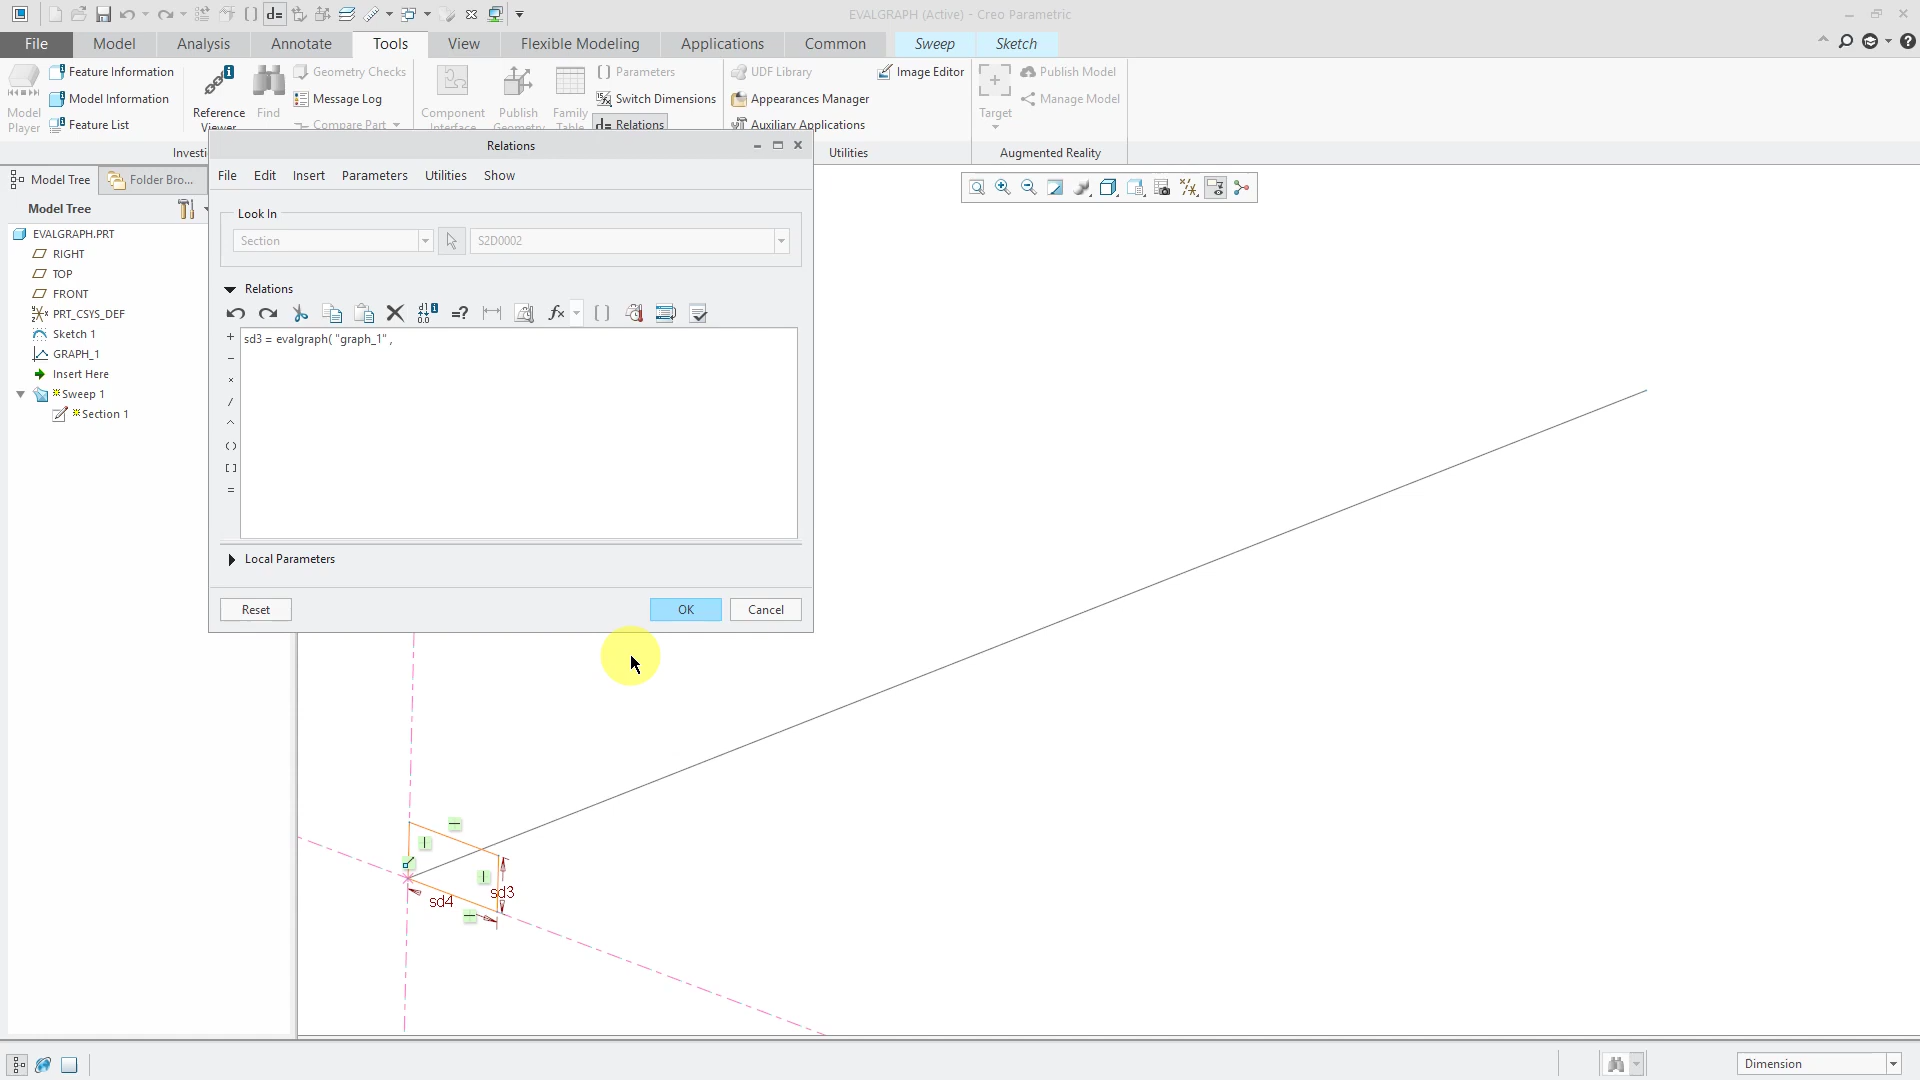 EVALGRAPH (Active) - Creo Parametric
File Model Analysis Annotate Tools View Flexible Modeling Applications Common Sweep Sketch
Feature Information
Model Information
Feature List
Model
Player
Reference
Viewer
Find
Geometry Checks
Message Log
Compare Part
Component
Interface
Publish
Geometry
Family
Table
[ ] Parameters
Switch Dimensions
d= Relations
UDF Library
Appearances Manager
Auxiliary Applications
Image Editor
Target
Publish Model
Manage Model
Investi
Utilities
Augmented Reality
Relations
File Edit Insert Parameters Utilities Show
Look In
Section
S2D0002
Relations
sd3 = evalgraph( "graph_1" ,
Local Parameters
Reset
OK
Cancel
Model Tree
Folder Bro...
Model Tree
EVALGRAPH.PRT
RIGHT
TOP
FRONT
PRT_CSYS_DEF
Sketch 1
GRAPH_1
Insert Here
Sweep 1
Section 1
sd3
sd4
Dimension